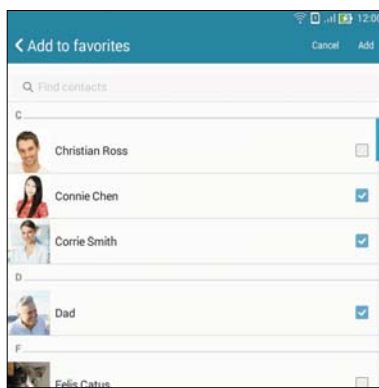 12:00
Add to favorites Cancel Add
Find contacts
C
Christian Ross
Connie Chen
Corrie Smith
D
Dad
F
Felis Catus